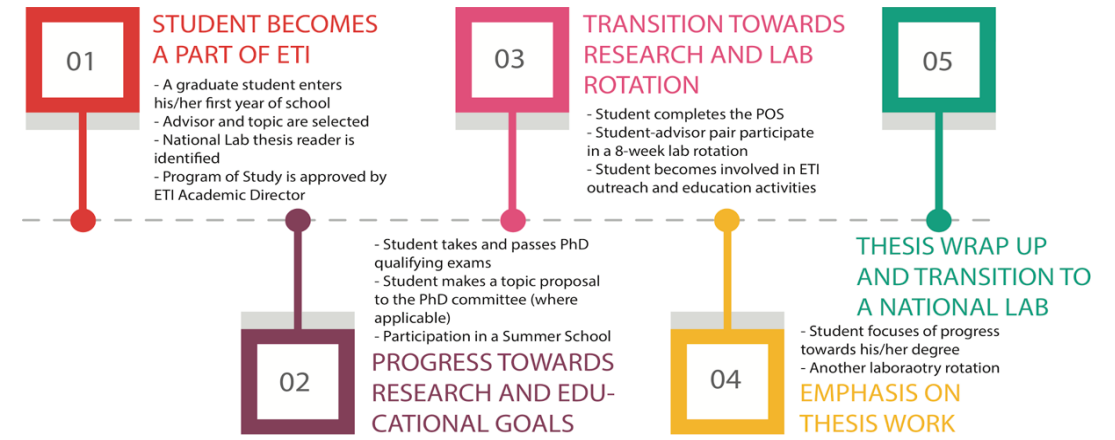 01
STUDENT BECOMES
A PART OF ETI
- A graduate student enters
his/her first year of school
- Advisor and topic are selected
- National Lab thesis reader is
identified
- Program of Study is approved by
ETI Academic Director
02
- Student takes and passes PhD
qualifying exams
- Student makes a topic proposal
to the PhD committee (where
applicable)
- Participation in a Summer School
PROGRESS TOWARDS
RESEARCH AND EDU-
CATIONAL GOALS
03
TRANSITION TOWARDS
RESEARCH AND LAB
ROTATION
- Student completes the POS
- Student-advisor pair participate
in a 8-week lab rotation
- Student becomes involved in ETI
outreach and education activities
04
- Student focuses of progress
towards his/her degree
- Another laboraotry rotation
EMPHASIS ON
THESIS WORK
05
THESIS WRAP UP
AND TRANSITION TO
A NATIONAL LAB